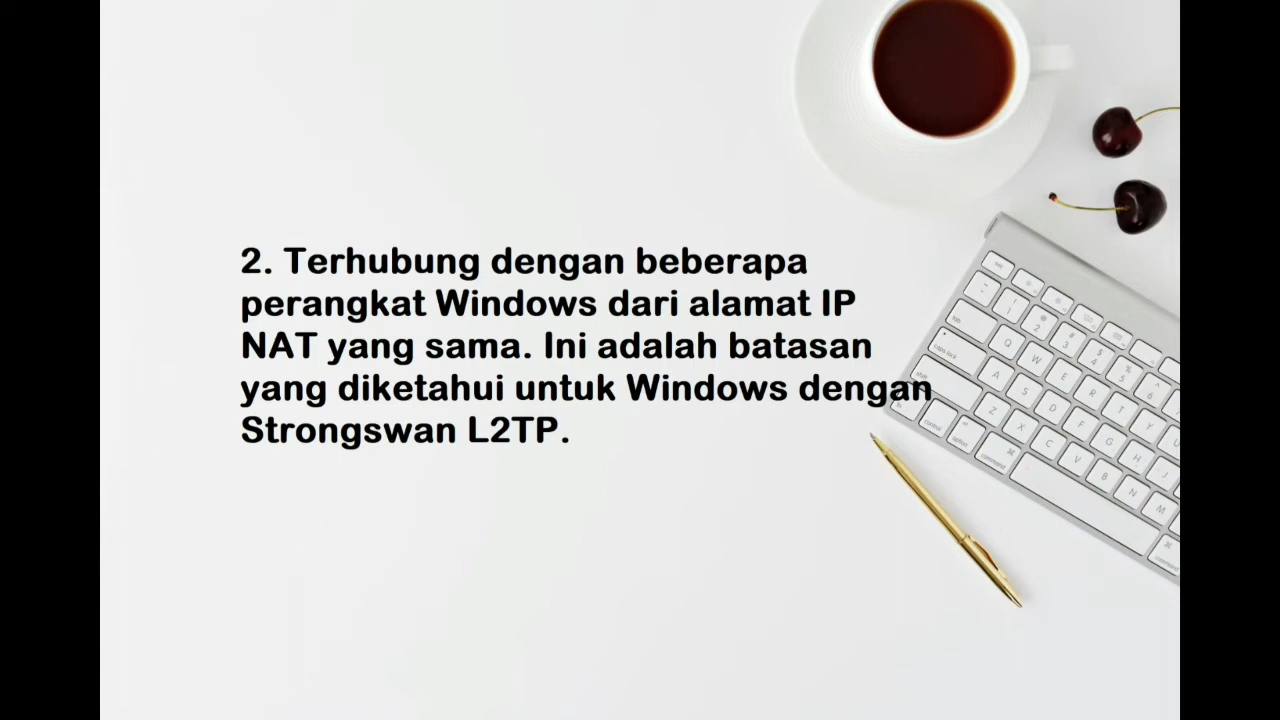 2. Terhubung dengan beberapa
perangkat Windows dari alamat IP
NAT yang sama. Ini adalah batasan
yang diketahui untuk Windows dengan
Strongswan L2TP.